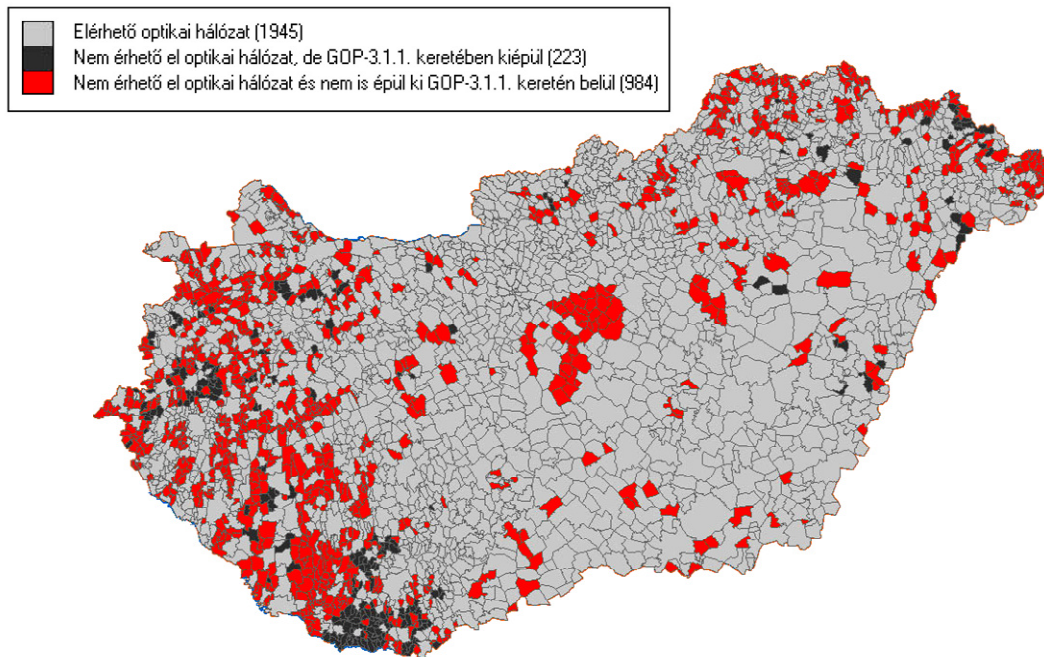 Elérhető optikai hálózat (1945)
Nem érhető el optikai hálózat, de GOP-3.1.1. keretében kiépül (223)
Nem érhető el optikai hálózat és nem is épül ki GOP-3.1.1. keretén belül (984)